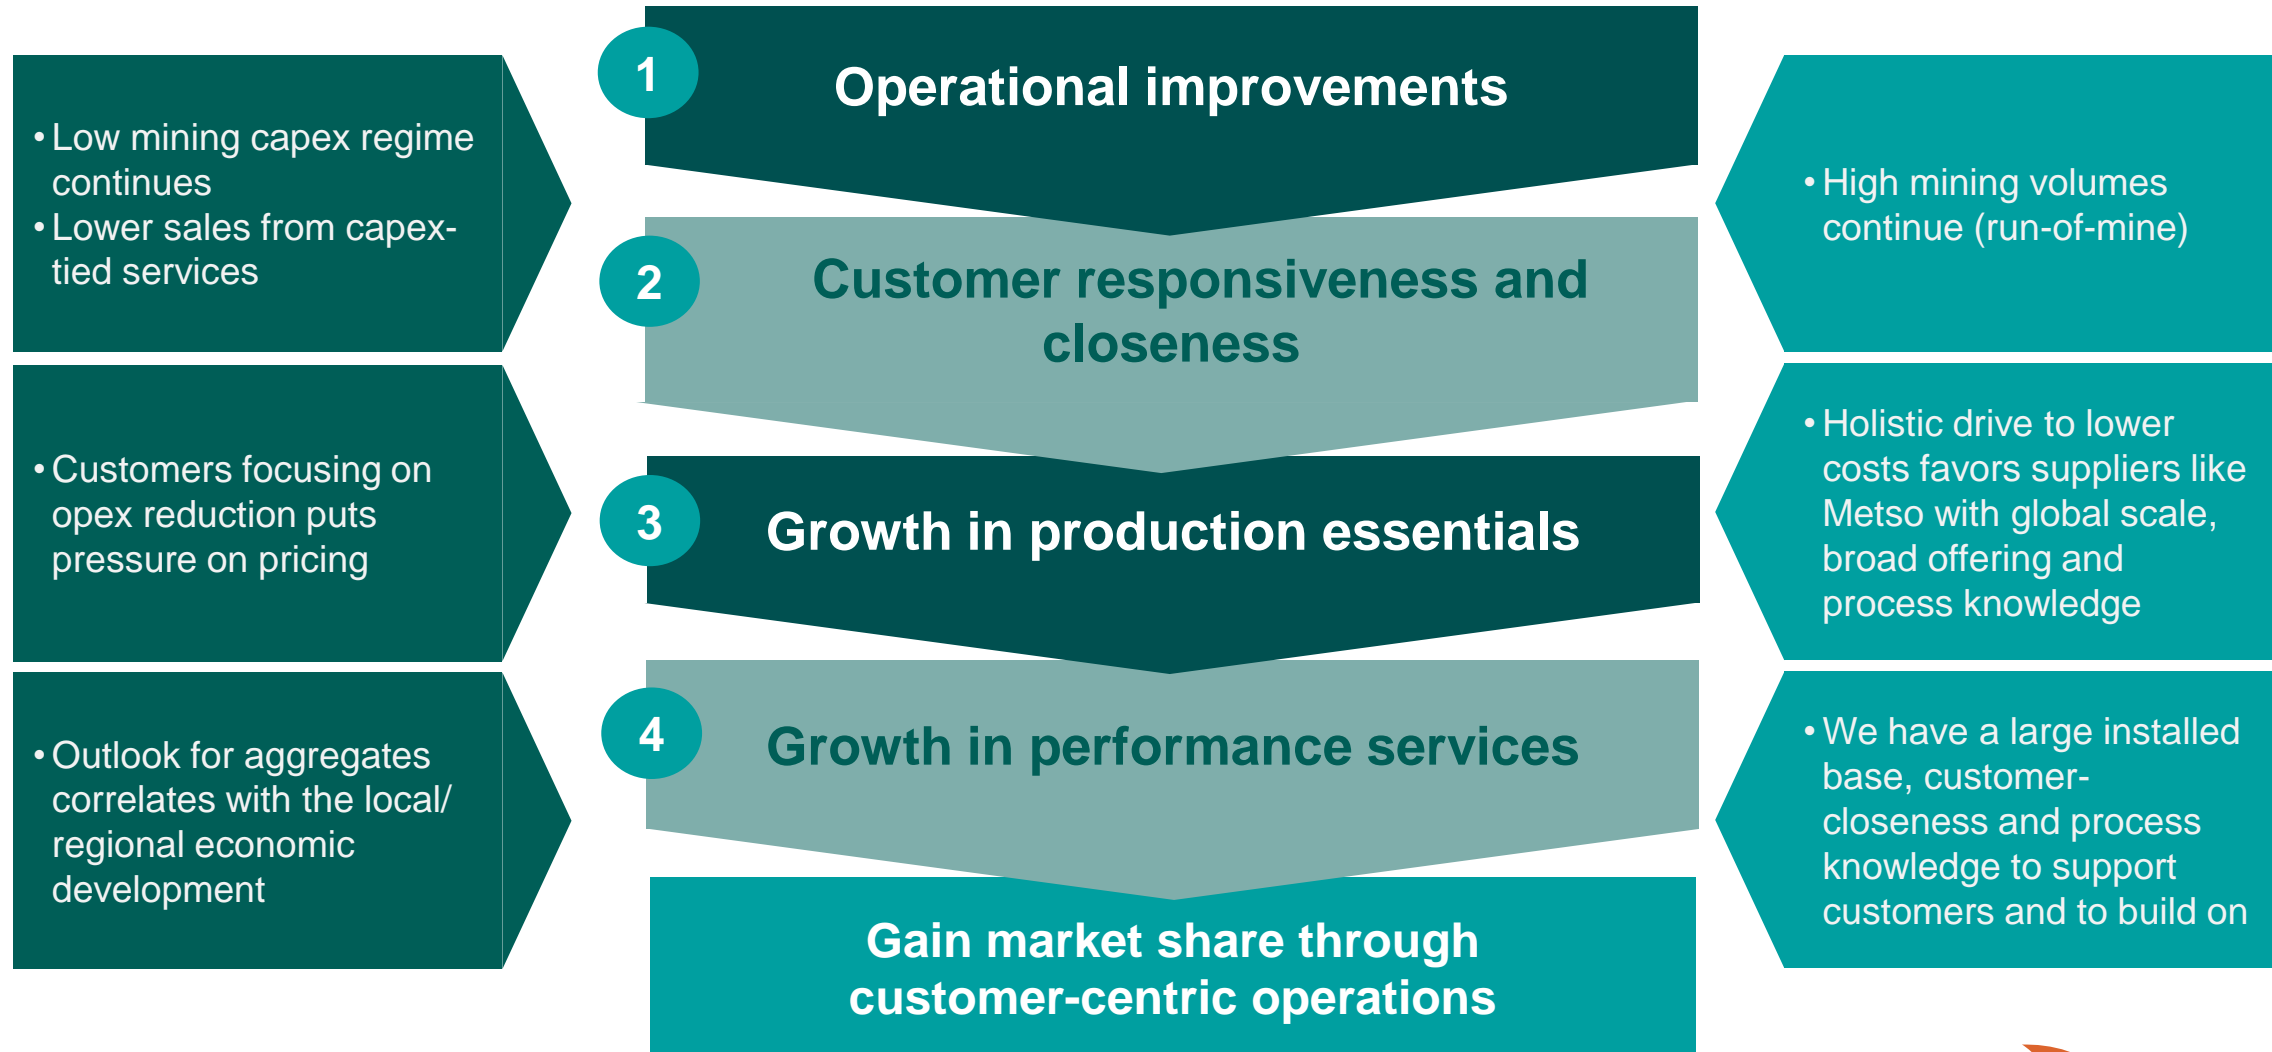 • Low mining capex regime
continues
• Lower sales from capex-
tied services
• Customers focusing on
opex reduction puts
pressure on pricing
• Outlook for aggregates
correlates with the local/
regional economic
development
1
Operational improvements
2
Customer responsiveness and
closeness
3
Growth in production essentials
4
Growth in performance services
Gain market share through
customer-centric operations
• High mining volumes
continue (run-of-mine)
• Holistic drive to lower
costs favors suppliers like
Metso with global scale,
broad offering and
process knowledge
• We have a large installed
base, customer-
closeness and process
knowledge to support
customers and to build on